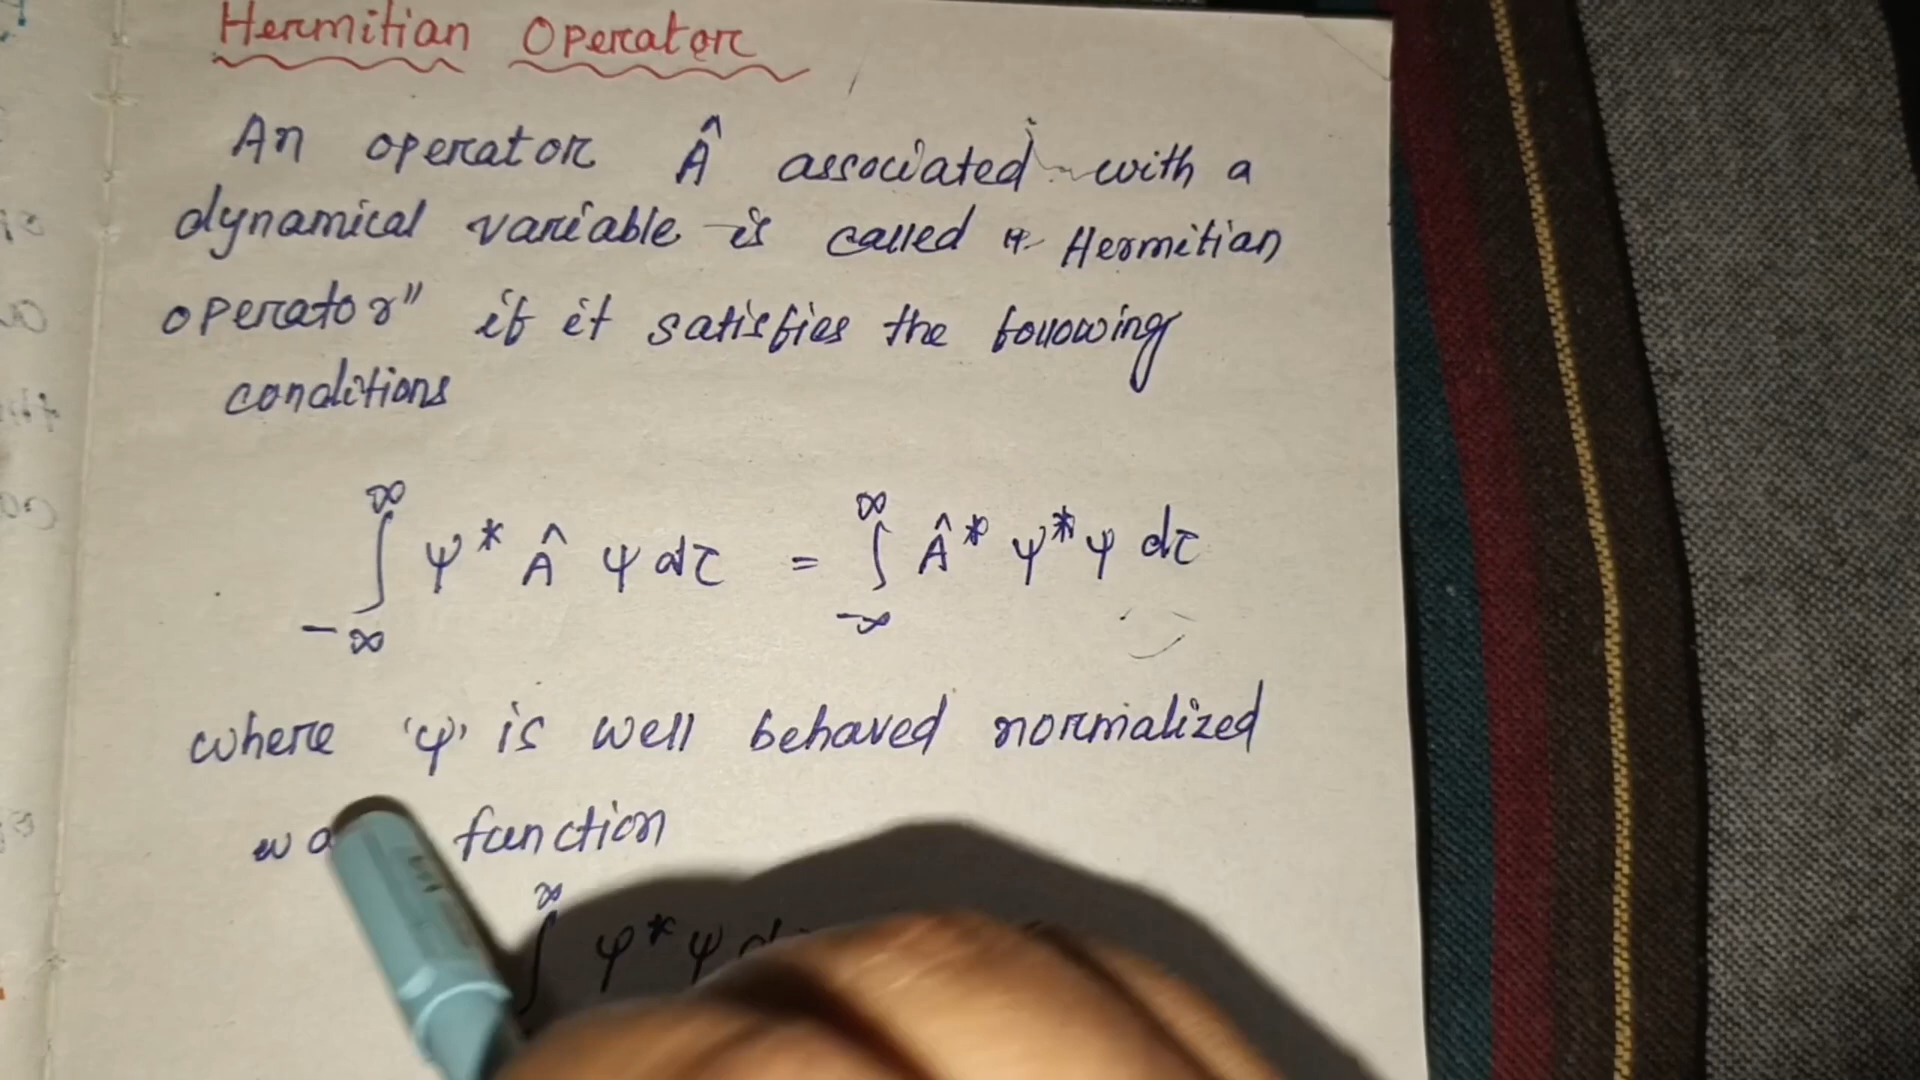 Hermitian Operator
An operator Â associated with a
dynamical variable is called Hermitian
operator" if it satisfies the following
conditions
∞ ∫ -∞ ψ* Â ψ dτ = ∞ ∫ -∞ Â* ψ* ψ dτ
where 'ψ' is well behaved normalized
function
∞ ∫ ψ* ψ